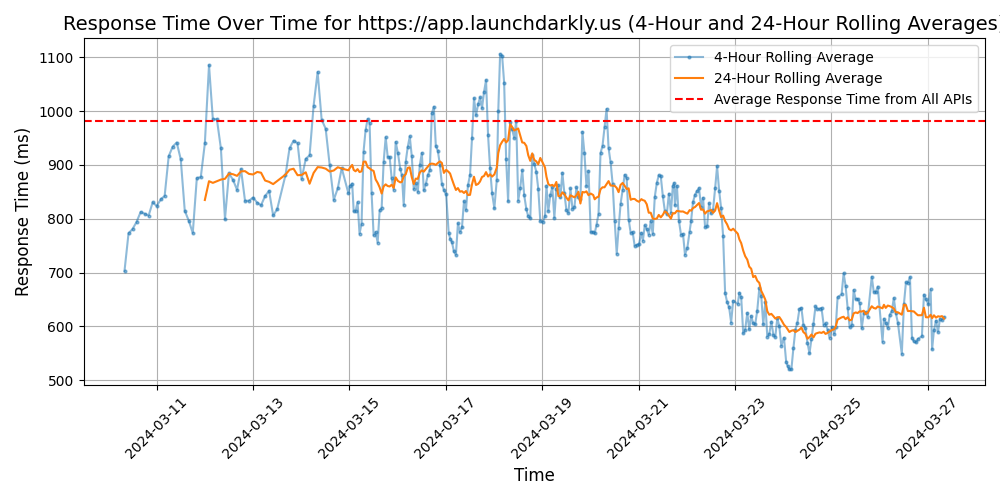 Response Time Over Time for https://app.launchdarkly.us (4-Hour and 24-Hour Rolling Averages)
4-Hour Rolling Average
24-Hour Rolling Average
Average Response Time from All APIs
Response Time (ms)
1100
1000
900
800
700
600
500
2024-03-11
2024-03-13
2024-03-15
2024-03-17
2024-03-19
2024-03-21
2024-03-23
2024-03-25
2024-03-27
Time